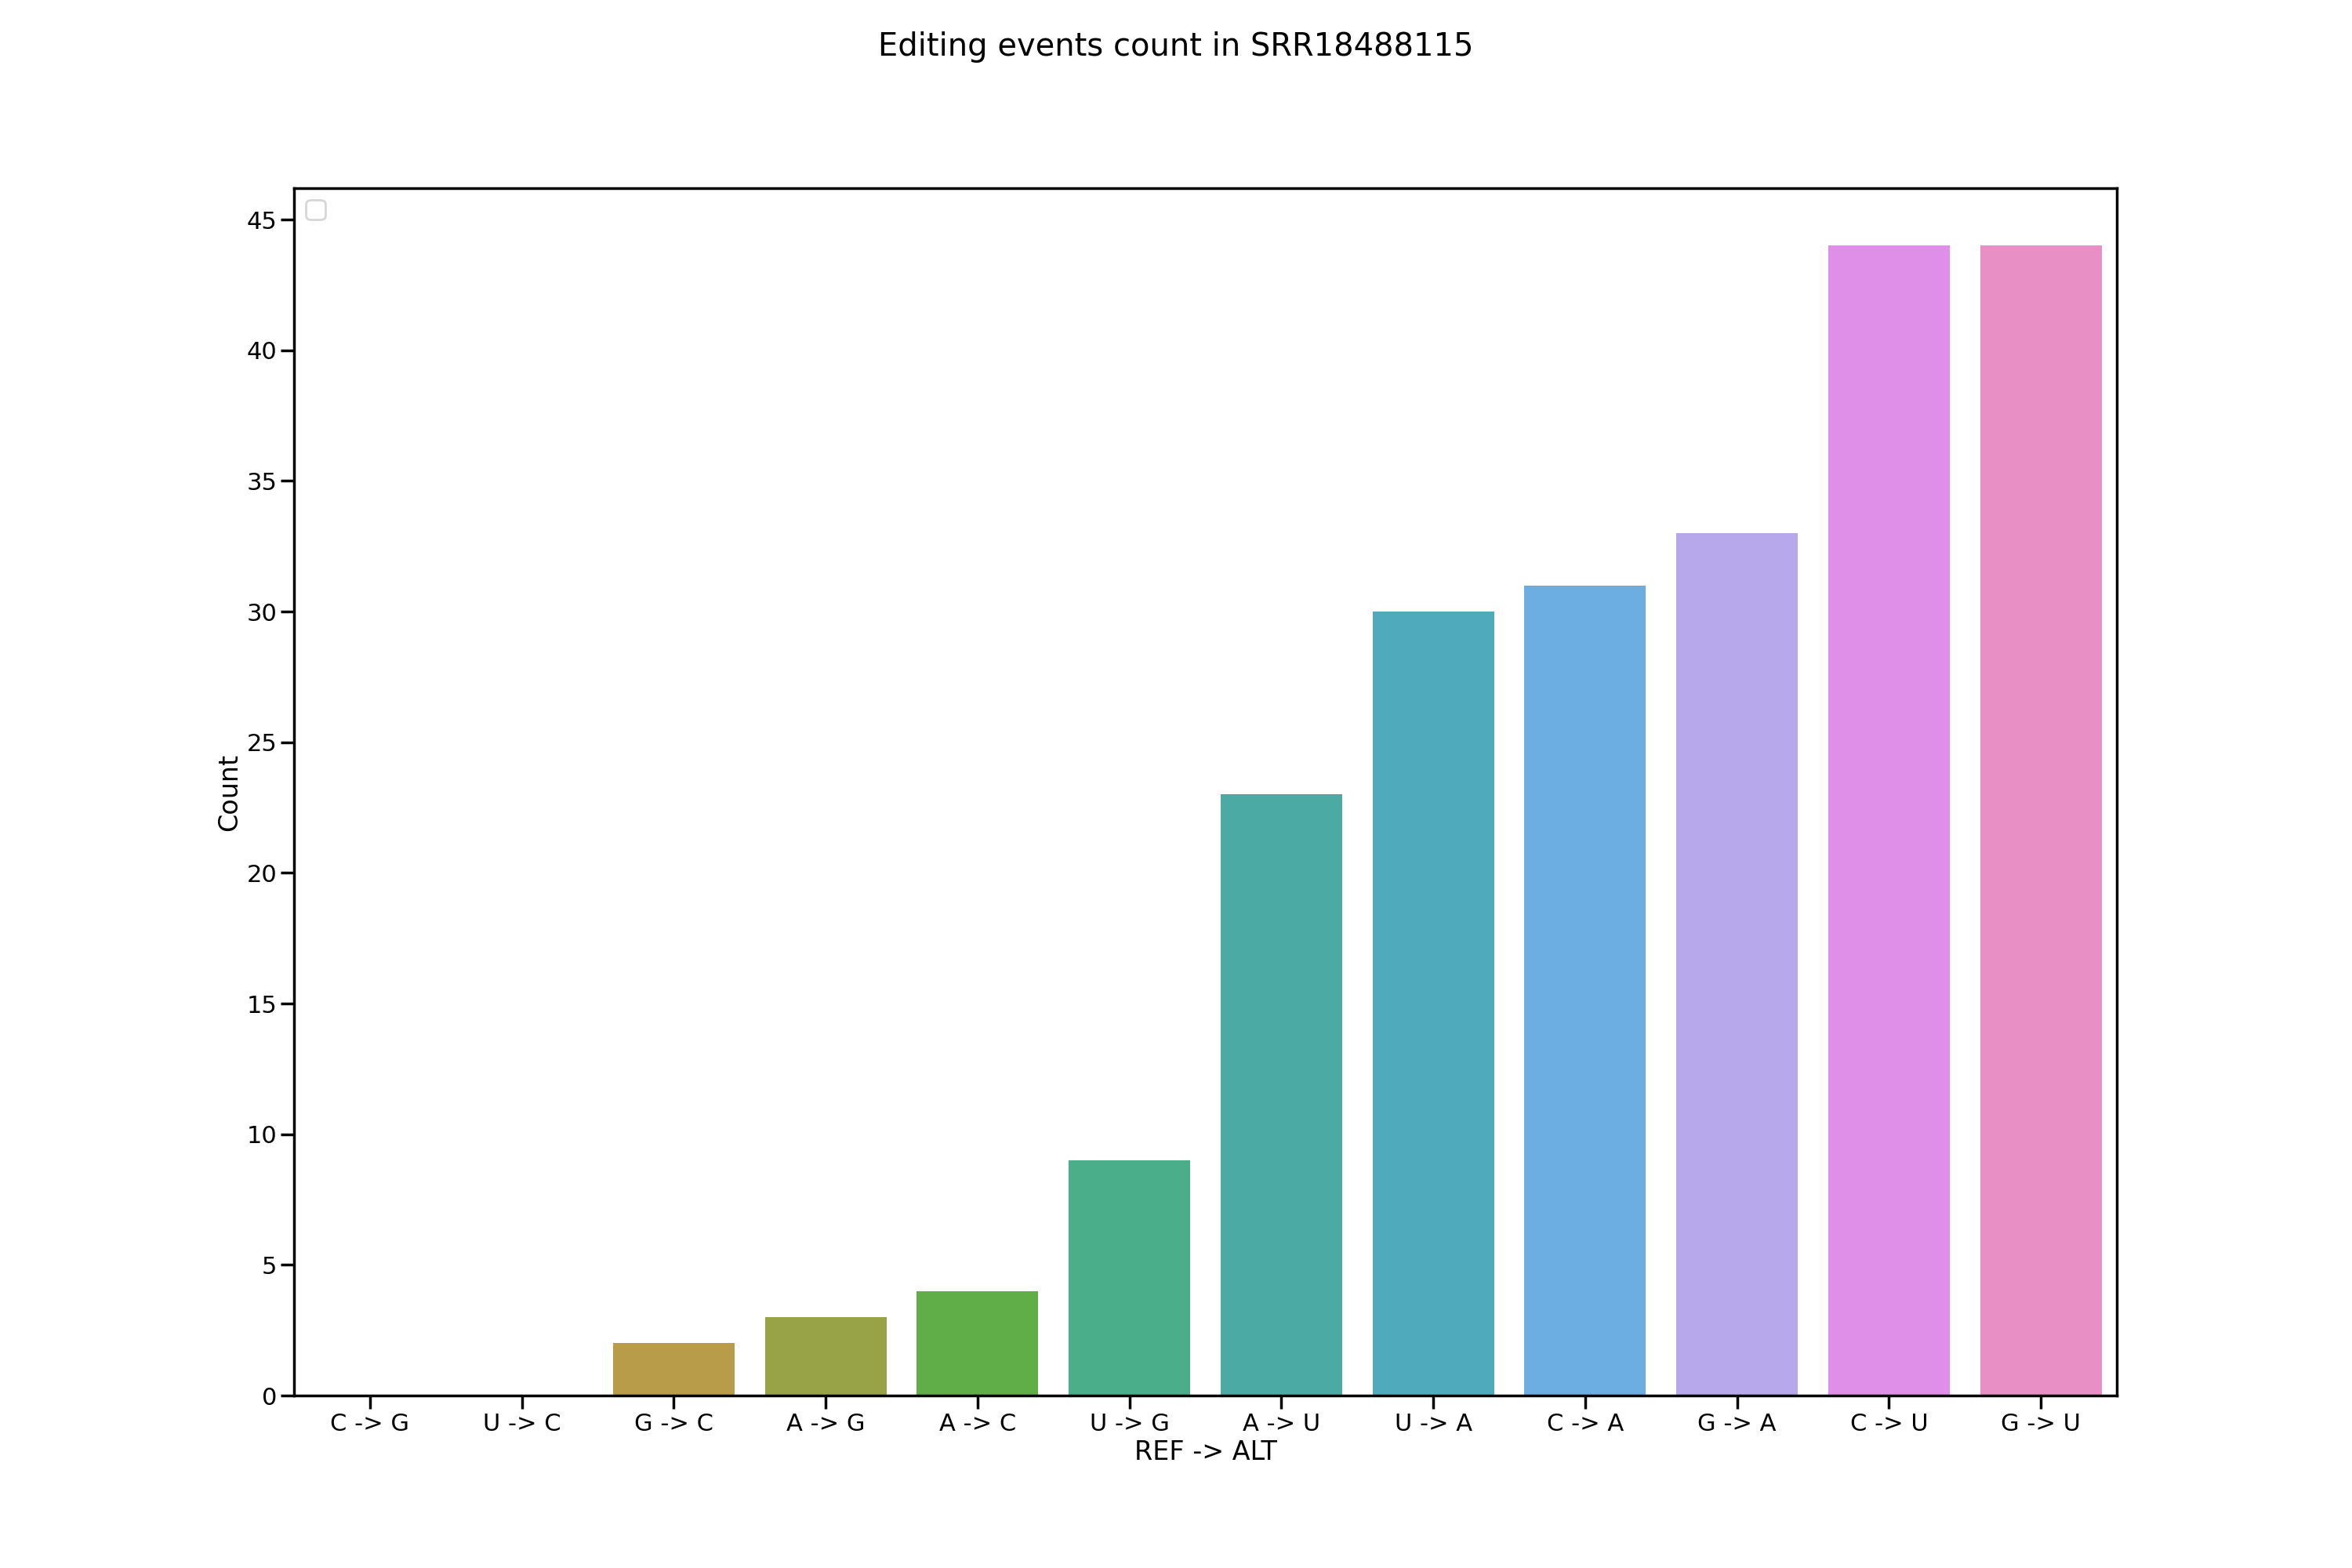 Editing events count in SRR18488115
45
40
35
30
25
20
15
10
5
0
Count
C -> G U -> C G -> C A -> G A -> C U -> G A -> U U -> A C -> A G -> A C -> U G -> U
REF -> ALT